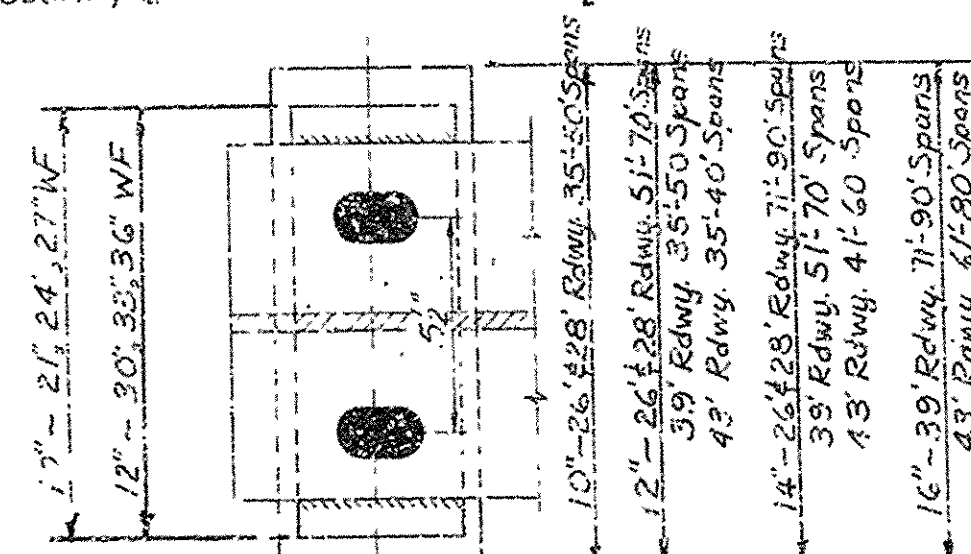 21", 24", 27" WF
12" ~ 30", 33", 36" WF
10" ~ 26' & 28' Rdwy. 35'-50' Spans
12" ~ 26' & 28' Rdwy. 51'-70' Spans
39' Rdwy. 35'-50 Spans
43' Rdwy. 35'-40' Spans
14" ~ 26' & 28' Rdwy. 71'-90' Spans
39' Rdwy. 51'-70' Spans
43' Rdwy. 41'-60 Spans
16" ~ 39' Rdwy. 71'-90 Spans
43' Rdwy. 61'-80' Spans